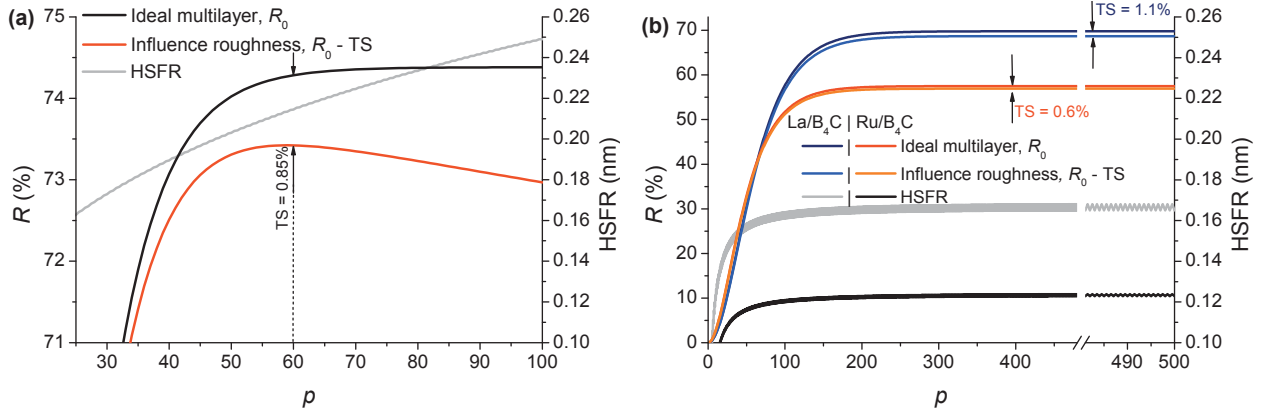 (a)
75
74
73
72
71
R (%)
Ideal multilayer, R₀
Influence roughness, R₀ - TS
HSFR
TS = 0.85%
30
40
50
60
70
80
90
100
p
0.26
0.24
0.22
0.20
0.18
0.16
0.14
0.12
0.10
HSFR (nm)
(b)
70
60
50
40
30
20
10
0
R (%)
TS = 1.1%
TS = 0.6%
La/B₄C | Ru/B₄C
| Ideal multilayer, R₀
| Influence roughness, R₀ - TS
| HSFR
0
100
200
300
400
490
500
p
0.26
0.24
0.22
0.20
0.18
0.16
0.14
0.12
0.10
HSFR (nm)